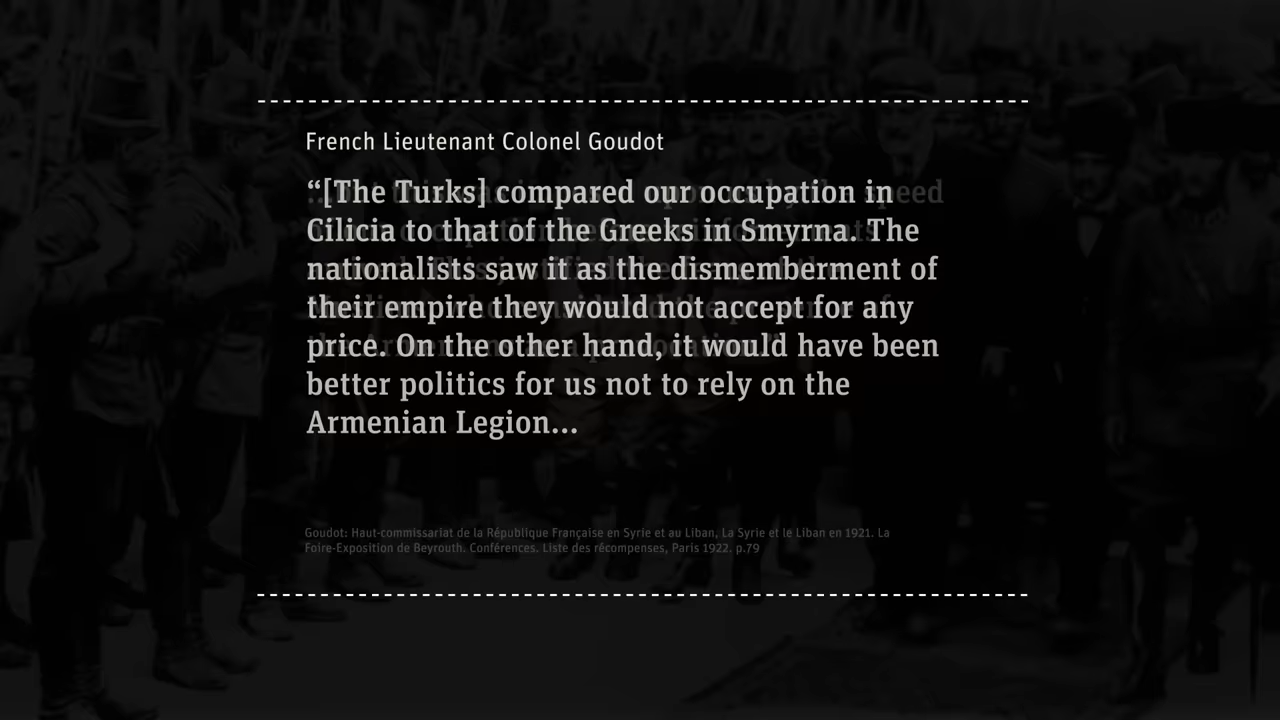 French Lieutenant Colonel Goudot
“[The Turks] compared our occupation in
Cilicia to that of the Greeks in Smyrna. The
nationalists saw it as the dismemberment of
their empire they would not accept for any
price. On the other hand, it would have been
better politics for us not to rely on the
Armenian Legion...
Goudot: Haut-commissariat de la République Française en Syrie et au Liban, La Syrie et le Liban en 1921. La
Foire-Exposition de Beyrouth. Conférences. Liste des récompenses, Paris 1922. p.79